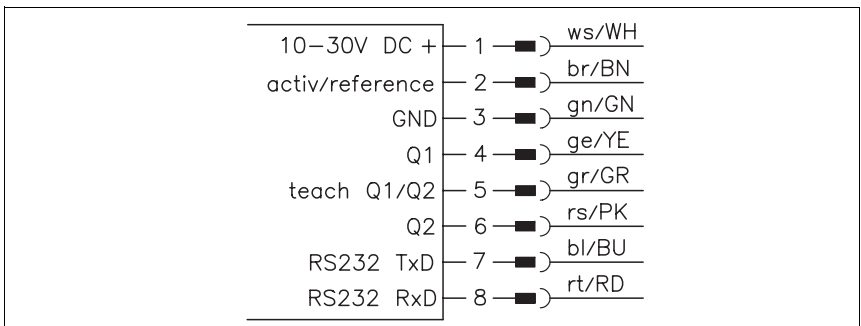 10-30V DC + 1 ws/WH
activ/reference 2 br/BN
GND 3 gn/GN
Q1 4 ge/YE
teach Q1/Q2 5 gr/GR
Q2 6 rs/PK
RS232 TxD 7 bl/BU
RS232 RxD 8 rt/RD